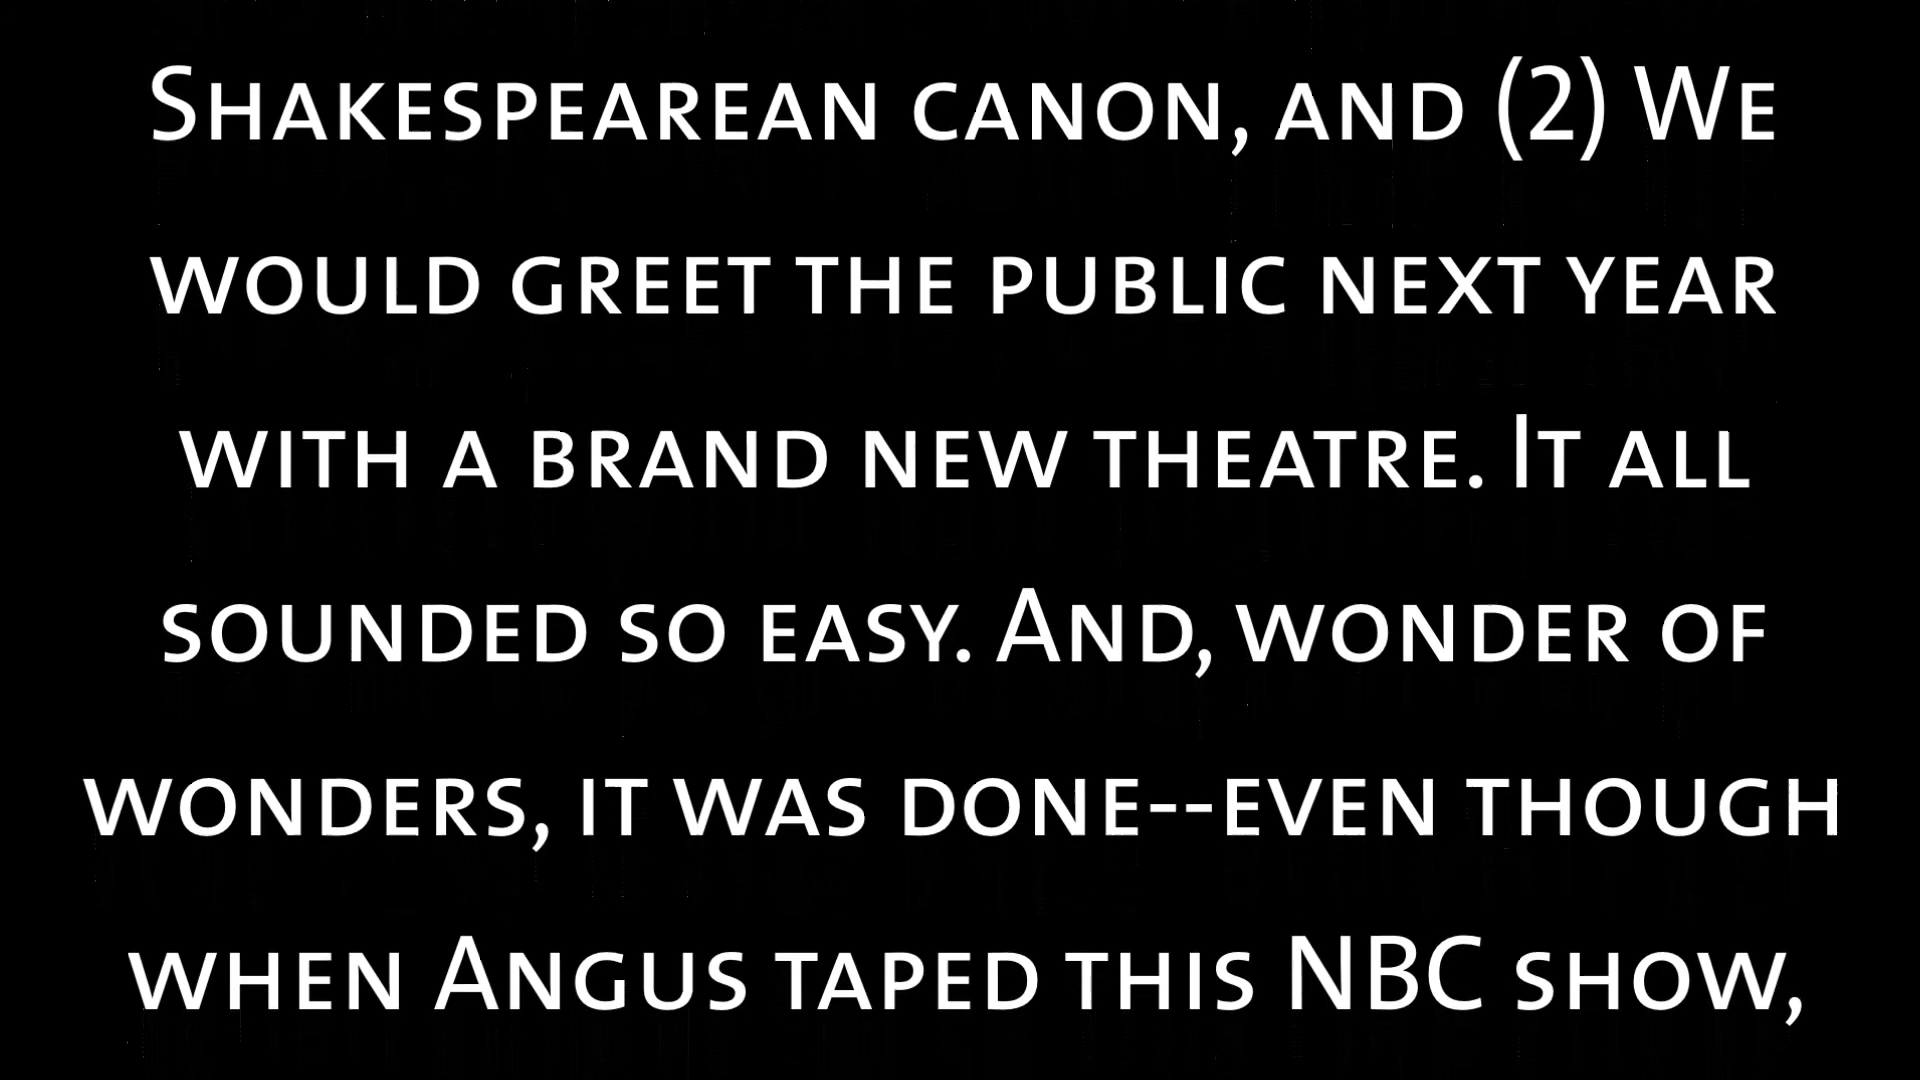 Shakespearean canon, and (2) We
would greet the public next year
with a brand new theatre. It all
sounded so easy. And, wonder of
wonders, it was done--even though
when Angus taped this NBC show,